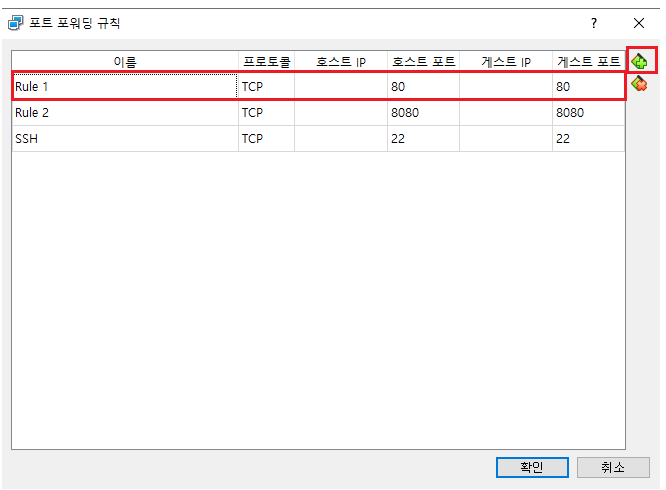 포트 포워딩 규칙 ?
이름 프로토콜 호스트 IP 호스트 포트 게스트 IP 게스트 포트
Rule 1 TCP 80 80
Rule 2 TCP 8080 8080
SSH TCP 22 22
확인 취소